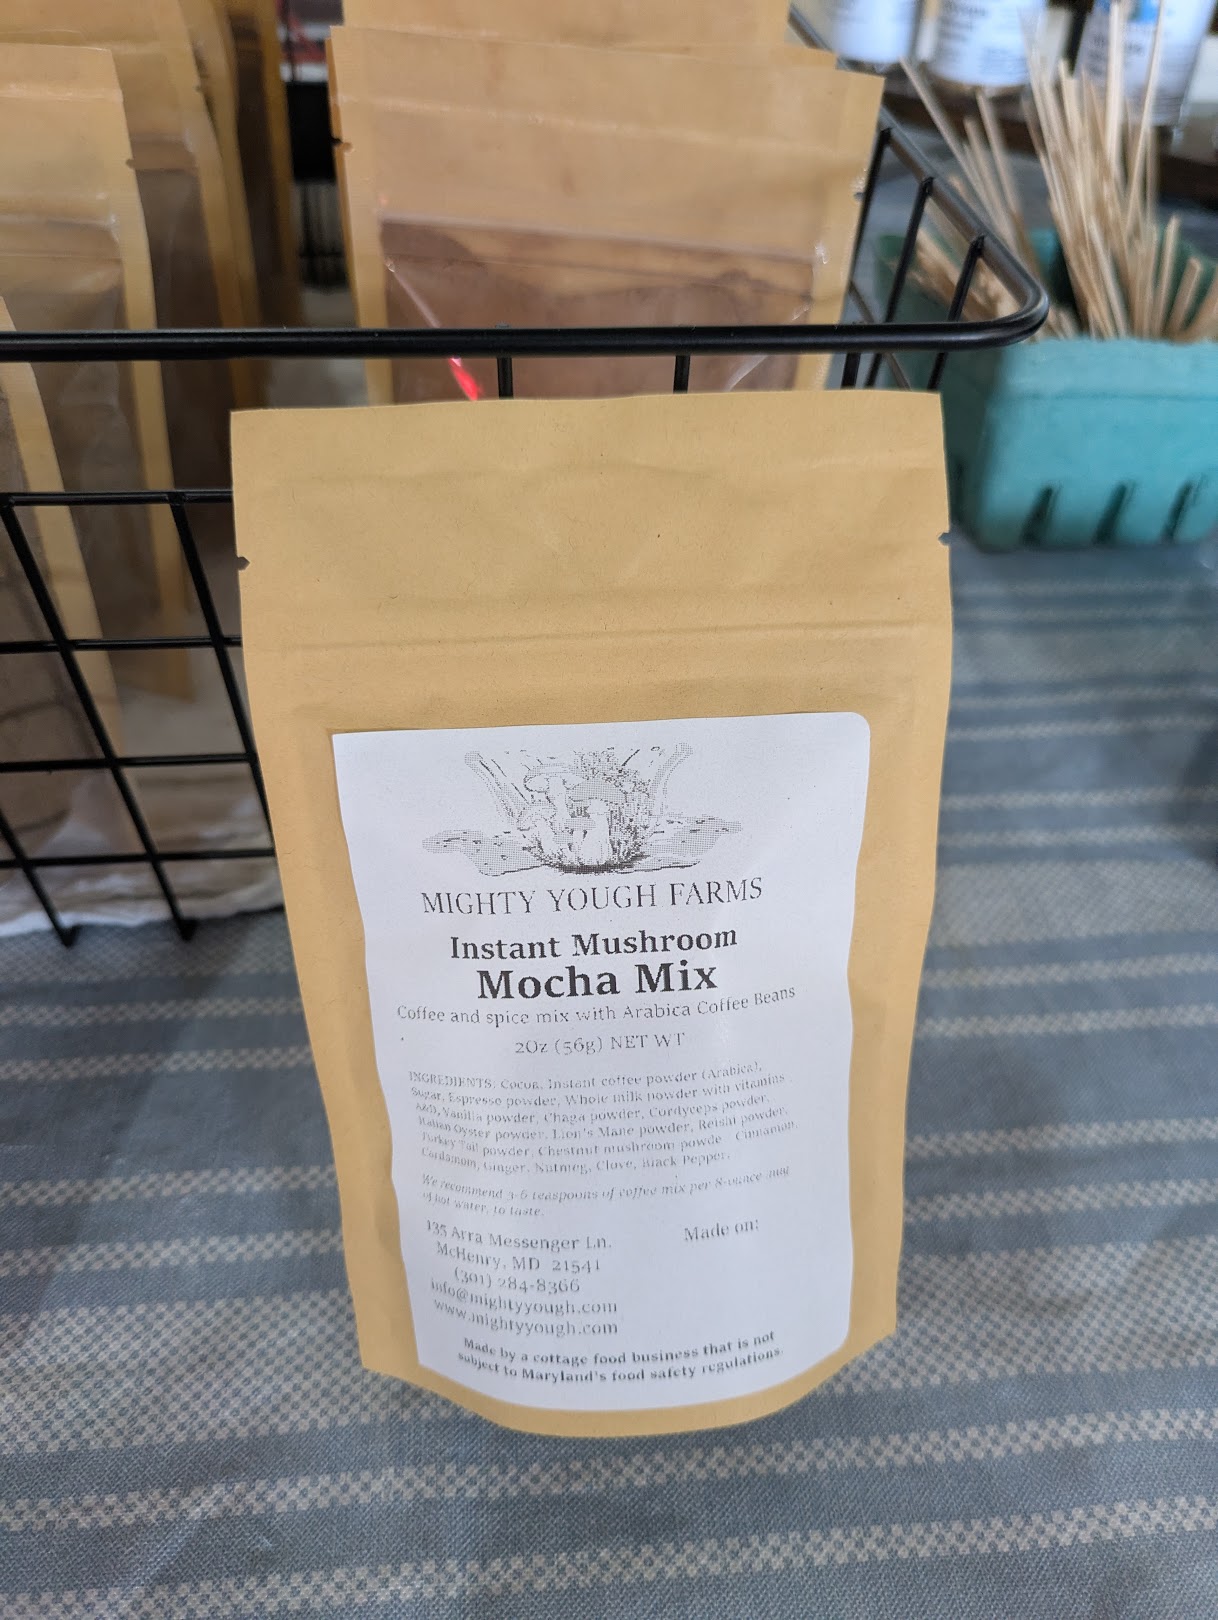 MIGHTY YOUGH FARMS
Instant Mushroom
Mocha Mix
Coffee and spice mix with Arabica Coffee Beans
2Oz (56g) NET WT
INGREDIENTS: Cocoa, Instant coffee powder (Arabica),
Sugar, Espresso powder, Whole milk powder with vitamins
A&D, Vanilla powder, Chaga powder, Cordyceps powder,
Italian Oyster powder, Lion's Mane powder, Reishi powder,
Turkey Tail powder, Chestnut mushroom powde Cinnamon,
Cardamom, Ginger, Nutmeg, Clove, Black Pepper.
We recommend 3-6 teaspoons of coffee mix per 8-ounce mug
of hot water, to taste.
135 Arra Messenger Ln.
Made on:
McHenry, MD 21541
(301) 284-8366
info@mightyyough.com
www.mightyyough.com
Made by a cottage food business that is not
subject to Maryland's food safety regulations.